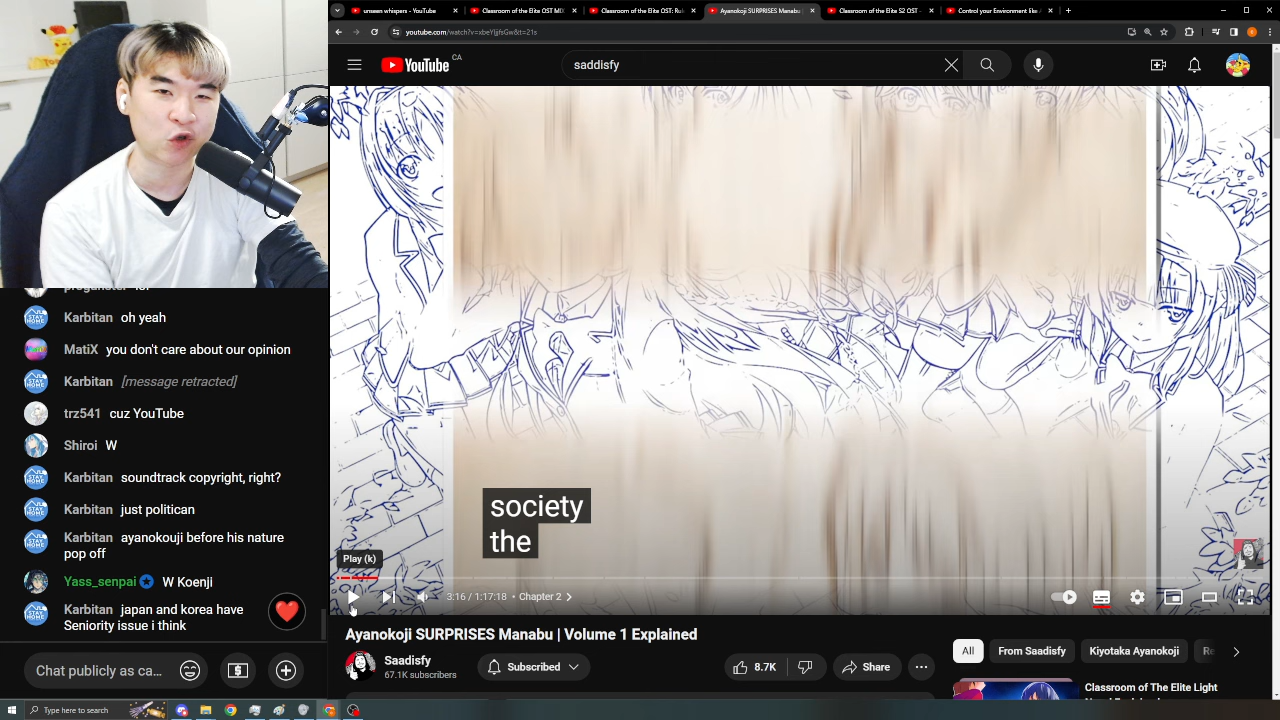 unseen whispers - YouTube
Classroom of the Elite OST MIX
Classroom of the Elite OST: Rul
Ayanokoji SURPRISES Manabu |
Classroom of the Elite S2 OST -
Control your Environment like
youtube.com/watch?v=xbeYJjfsGw&t=21s
YouTube CA
saddisfy
Karbitan oh yeah
MatiX you don't care about our opinion
Karbitan [message retracted]
trz541 cuz YouTube
Shiroi W
Karbitan soundtrack copyright, right?
Karbitan just politican
Karbitan ayanokouji before his nature
pop off
Yass_senpai W Koenji
Karbitan japan and korea have
Seniority issue i think
Chat publicly as ca...
society
the
Play (k)
3:16 / 1:17:18 • Chapter 2
Ayanokoji SURPRISES Manabu | Volume 1 Explained
Saadisfy
67.1K subscribers
Subscribed
8.7K
Share
All
From Saadisfy
Kiyotaka Ayanokoji
Re
Classroom of The Elite Light
Type here to search